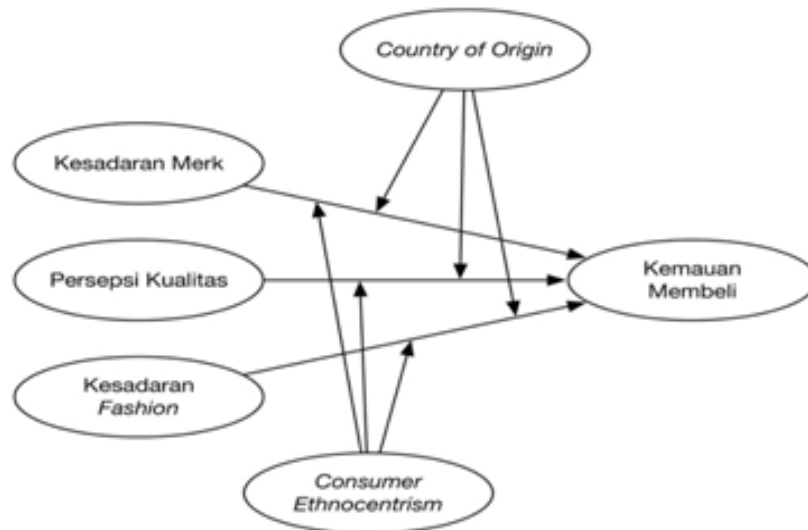 Country of Origin
Kesadaran Merk
Persepsi Kualitas
Kemauan
Membeli
Kesadaran
Fashion
Consumer
Ethnocentrism